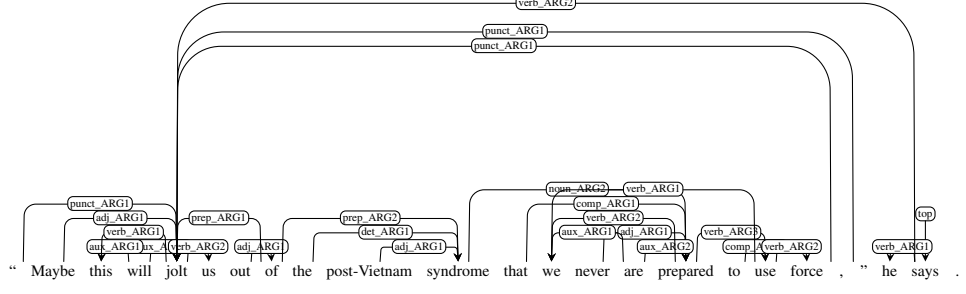 verb_ARG2
punct_ARG1
punct_ARG1
punct_ARG1 noun_ARG2 verb_ARG1
comp_ARG1
adj_ARG1 prep_ARG1 prep_ARG2 verb_ARG2 top
verb_ARG1 det_ARG1 aux_ARG1 adj_ARG1 verb_ARG3
aux_ARG1 verb_ARG2 adj_ARG1 adj_ARG1 aux_ARG2 verb_ARG2 verb_ARG1
“ Maybe this will jolt us out of the post-Vietnam syndrome that we never are prepared to use force , ” he says .